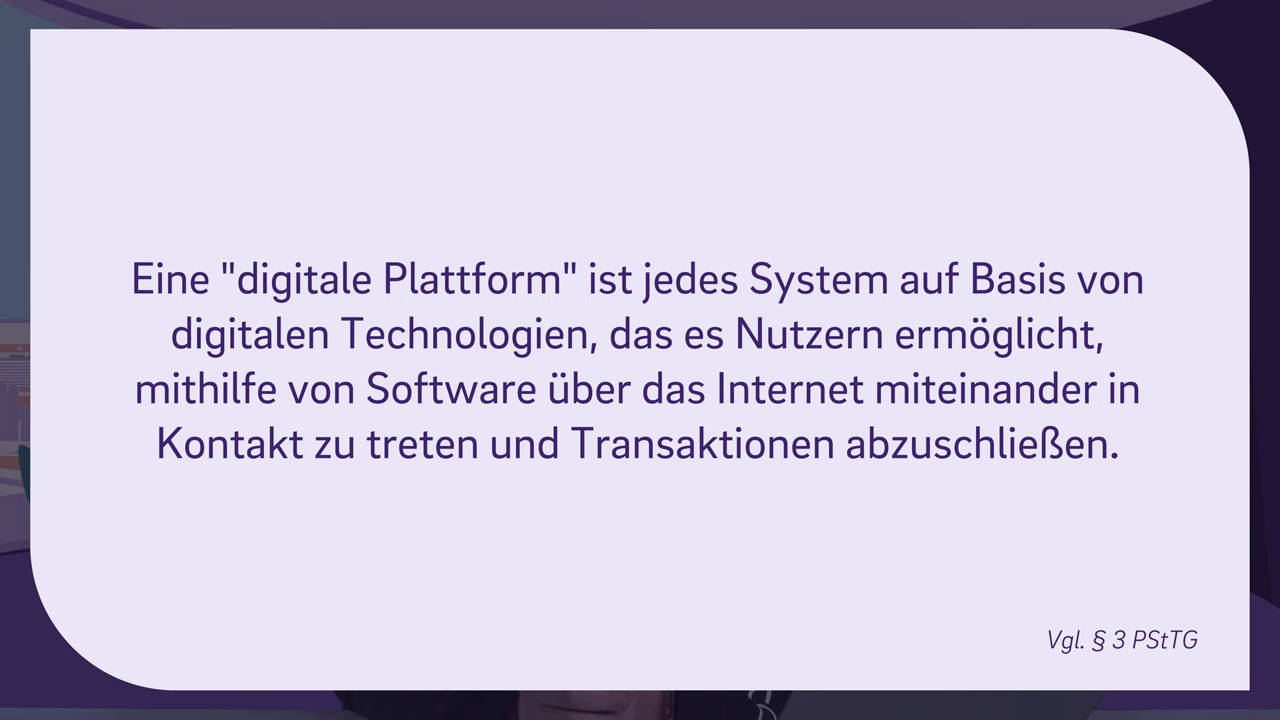 Eine "digitale Plattform" ist jedes System auf Basis von
digitalen Technologien, das es Nutzern ermöglicht,
mithilfe von Software über das Internet miteinander in
Kontakt zu treten und Transaktionen abzuschließen.
Vgl. § 3 PStTG